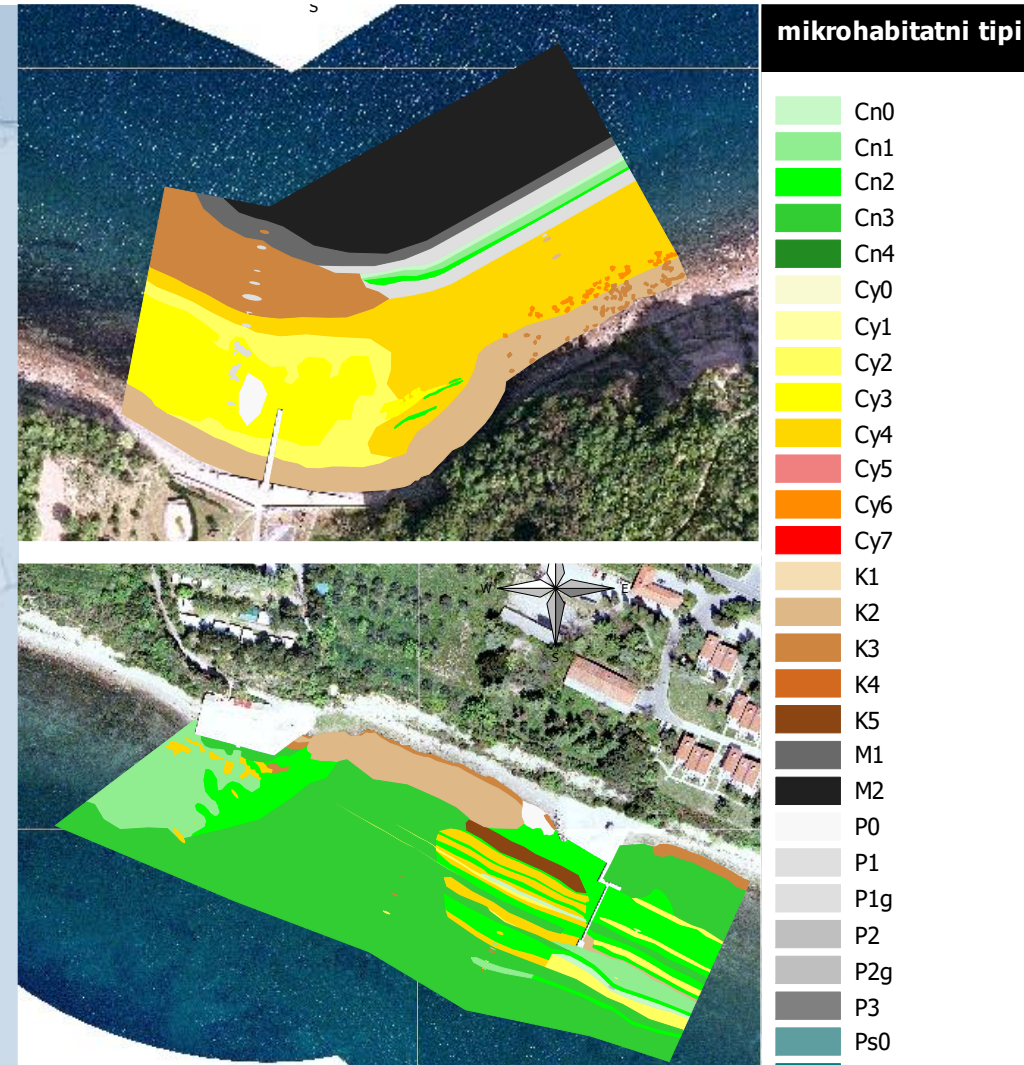 S
mikrohabitatni tipi
Cn0
Cn1
Cn2
Cn3
Cn4
Cy0
Cy1
Cy2
Cy3
Cy4
Cy5
Cy6
Cy7
K1
K2
K3
K4
K5
M1
M2
P0
P1
P1g
P2
P2g
P3
Ps0
W
E
S